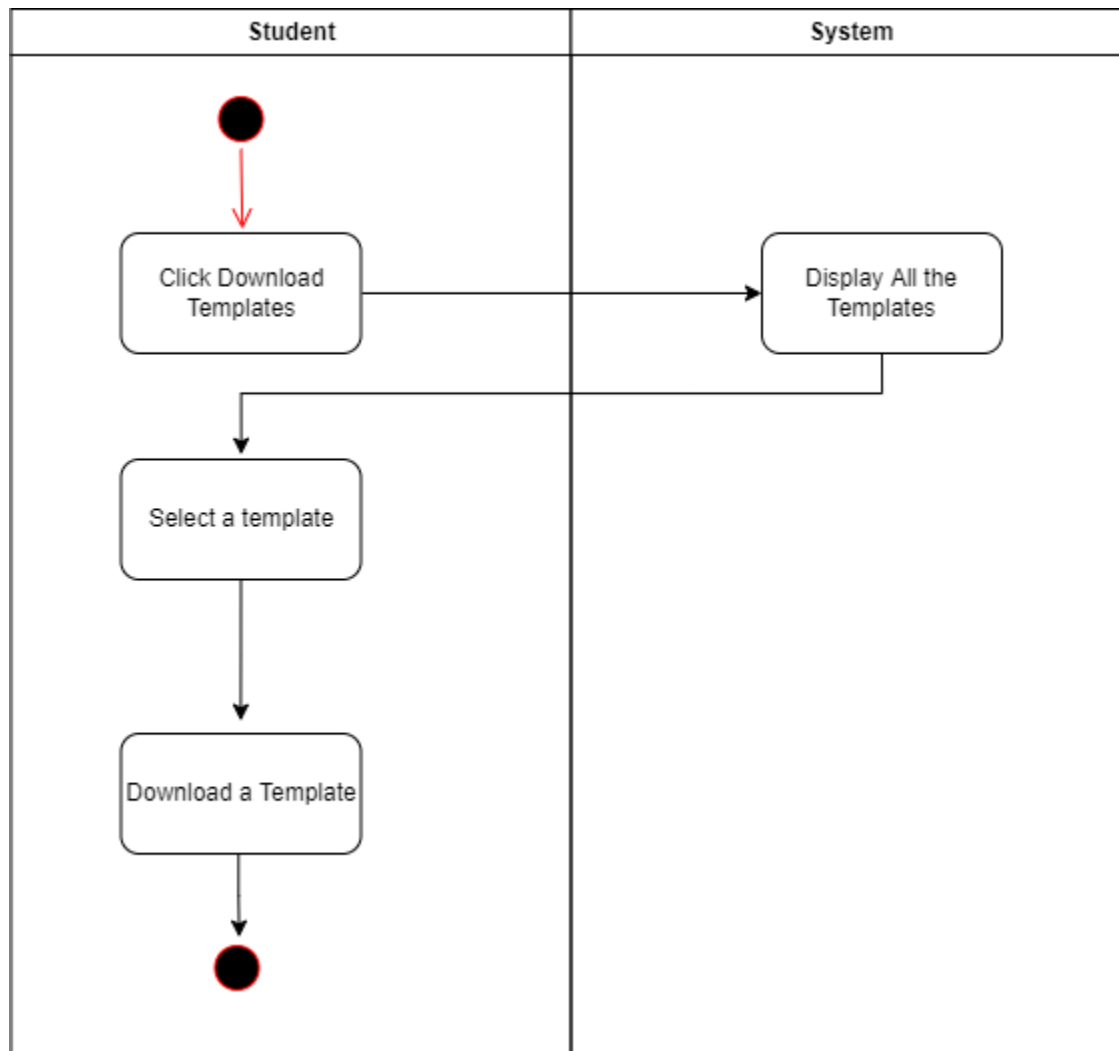 Student
System
Click Download
Templates
Display All the
Templates
Select a template
Download a Template